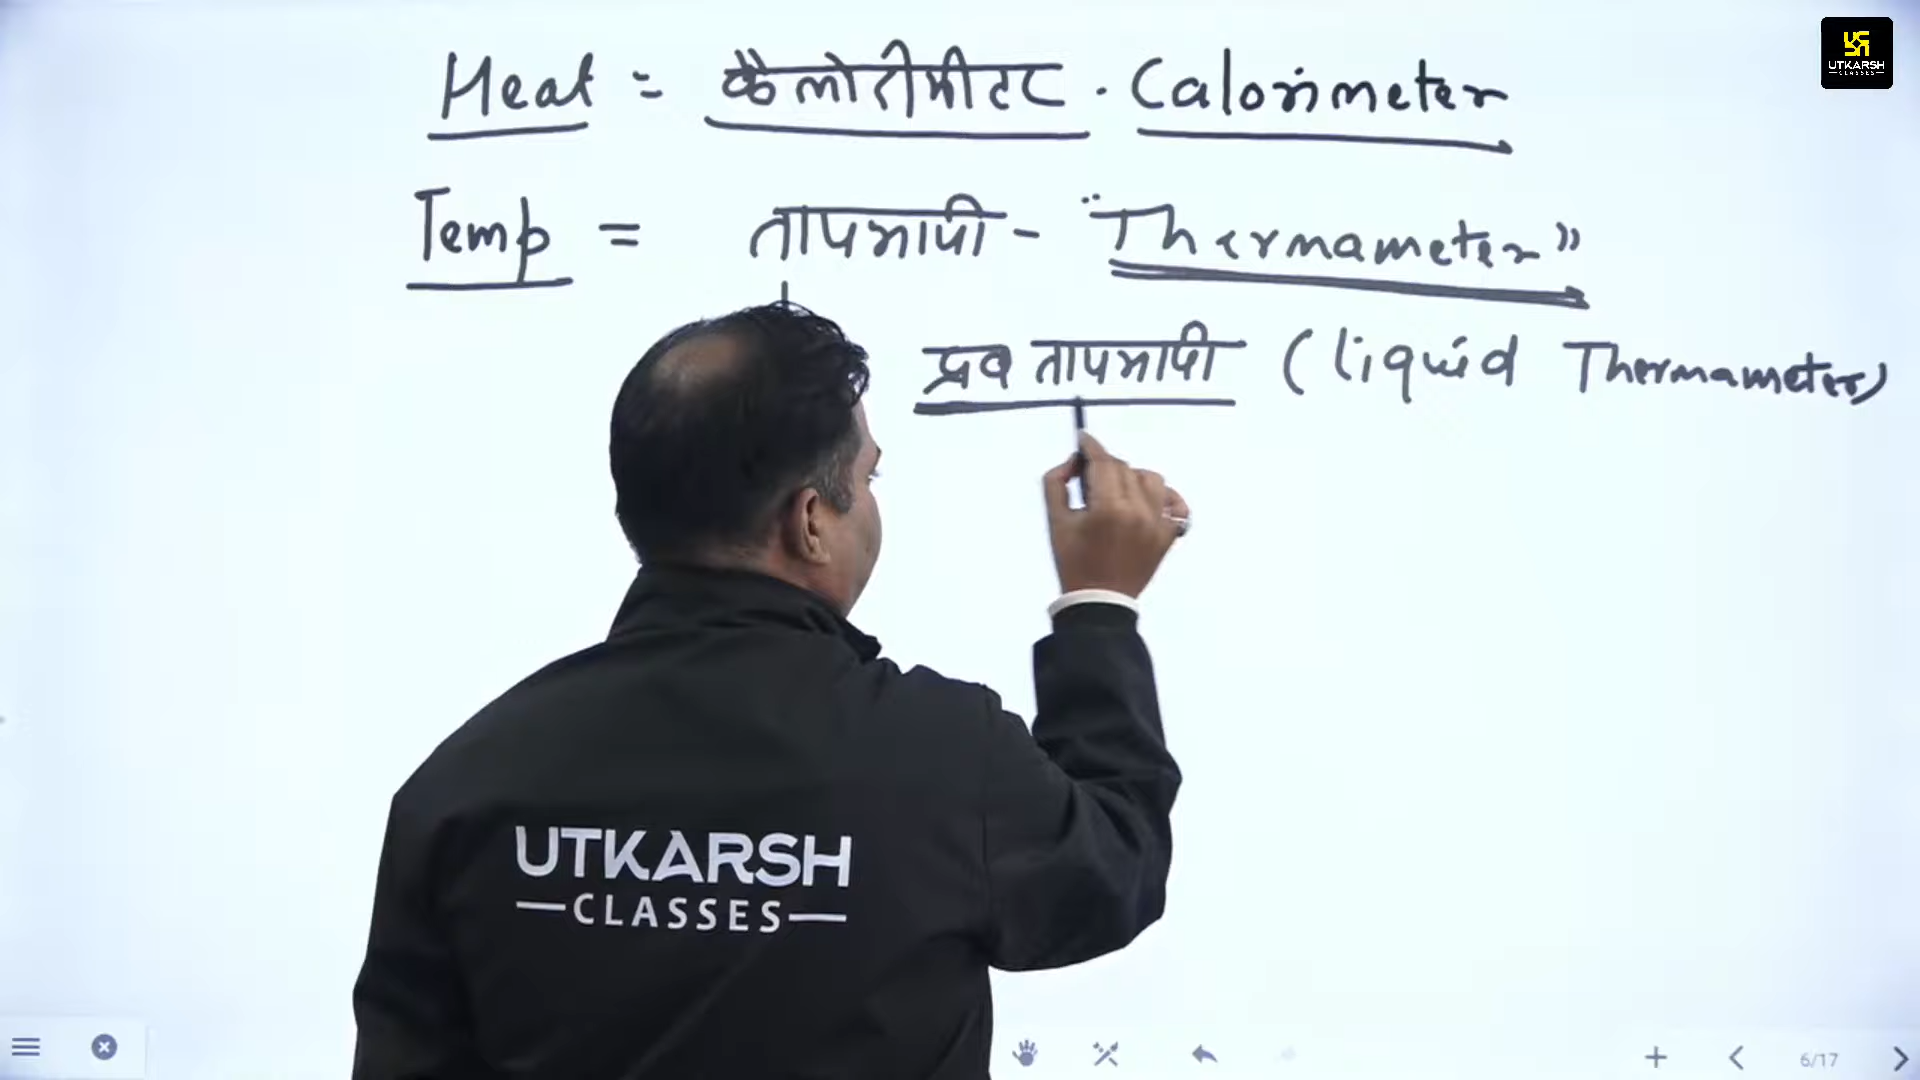 UTKARSH
CLASSES
Heat = कैलोरीमीटर · Calorimeter
Temp = तापमापी - "Thermameter"
द्रव तापमापी (liquid Thermameter)
UTKARSH
CLASSES
6/17